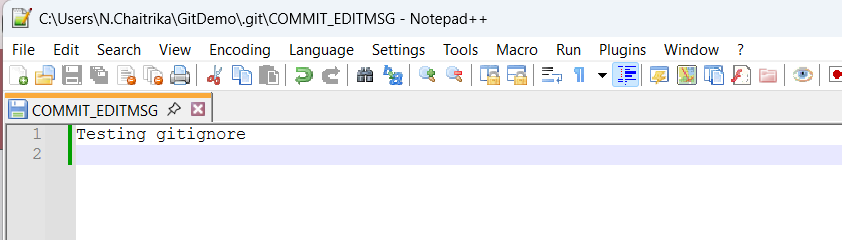 C:\Users\N.Chaitrika\GitDemo\.git\COMMIT_EDITMSG - Notepad++
File Edit Search View Encoding Language Settings Tools Macro Run Plugins Window ?
COMMIT_EDITMSG
1 Testing gitignore
2